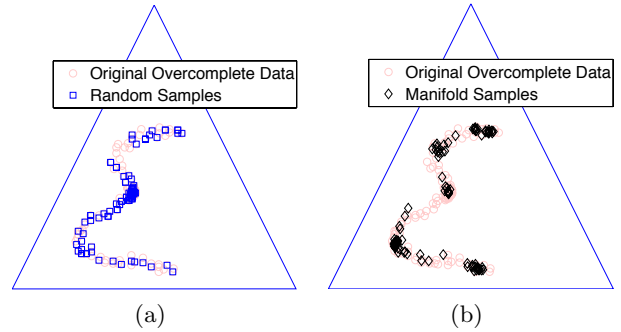 Original Overcomplete Data
Random Samples
Original Overcomplete Data
Manifold Samples
(a)
(b)